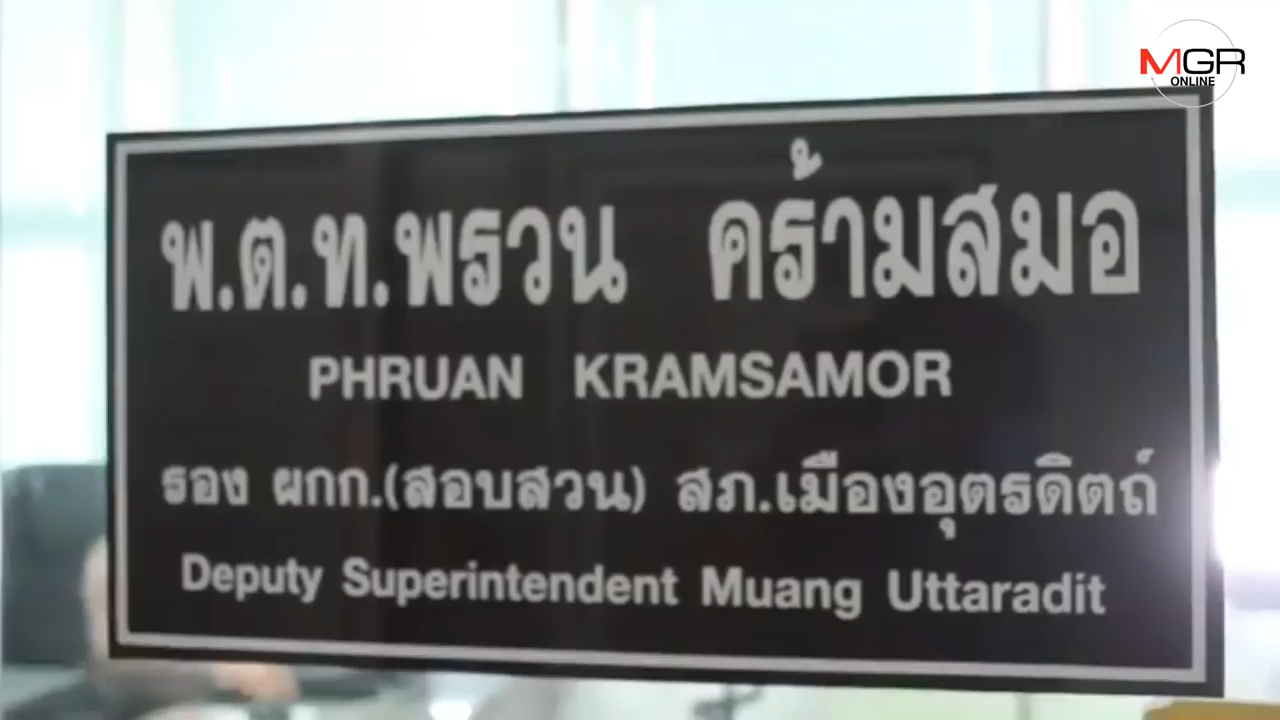 MGR
ONLINE
พ.ต.ท.พรวน คร้ามสมอ
PHRUAN KRAMSAMOR
รอง ผกก.(สอบสวน) สภ.เมืองอุตรดิตถ์
Deputy Superintendent Muang Uttaradit